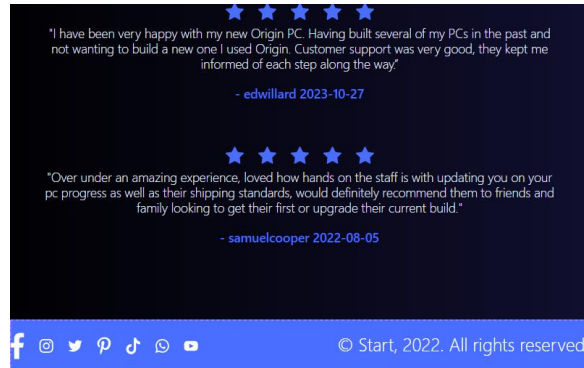 "I have been very happy with my new Origin PC. Having built several of my PCs in the past and
not wanting to build a new one I used Origin. Customer support was very good, they kept me
informed of each step along the way."
- edwillard 2023-10-27
"Over under an amazing experience, loved how hands on the staff is with updating you on your
pc progress as well as their shipping standards, would definitely recommend them to friends and
family looking to get their first or upgrade their current build."
- samuelcooper 2022-08-05
© Start, 2022. All rights reserved